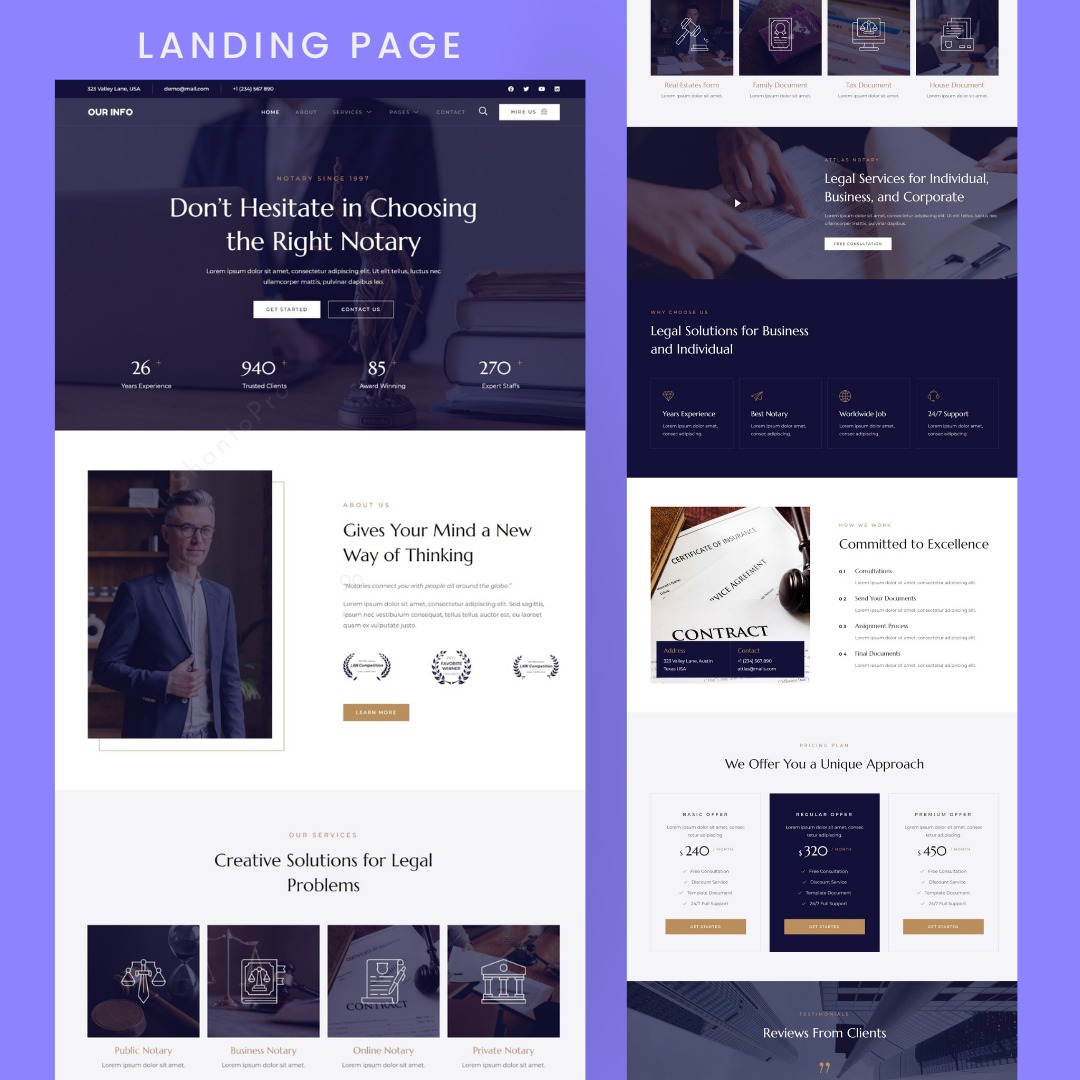 LANDING PAGE
323 Valley Lane, USA
demo@mail.com
+1 (234) 567 890
OUR INFO
HOME
ABOUT
SERVICES
PAGES
CONTACT
HIRE US
NOTARY SINCE 1997
Don't Hesitate in Choosing
the Right Notary
Lorem ipsum dolor sit amet, consectetur adipiscing elit. Ut elit tellus, luctus nec
ullamcorper mattis, pulvinar dapibus leo.
GET STARTED
CONTACT US
26 +
Years Experience
940 +
Trusted Clients
85 +
Award Winning
270 +
Expert Staffs
ABOUT US
Gives Your Mind a New
Way of Thinking
"Notaries connect you with people all around the globe."
Lorem ipsum dolor sit amet, consectetur adipiscing elit. Sed sagittis,
ipsum nec vestibulum consequat, tellus tellus auctor est, eu laoreet
quam ex vulputate justo.
LAW Competitions
FAVORITE
WINNER
LAW Competition
LEARN MORE
OUR SERVICES
Creative Solutions for Legal
Problems
CONTRACT
Public Notary
Lorem ipsum dolor sit amet.
Business Notary
Lorem ipsum dolor sit amet.
Online Notary
Lorem ipsum dolor sit amet.
Private Notary
Lorem ipsum dolor sit amet.
Real Estates Form
Lorem ipsum dolor sit amet.
Family Document
Lorem ipsum dolor sit amet.
Tax Document
Lorem ipsum dolor sit amet.
House Document
Lorem ipsum dolor sit amet.
ATTLAS NOTARY
Legal Services for Individual,
Business, and Corporate
Lorem ipsum dolor sit amet, consectetur adipiscing elit. Ut elit tellus, luctus nec
ullamcorper mattis, pulvinar dapibus.
FREE CONSULTATION
WHY CHOOSE US
Legal Solutions for Business
and Individual
Years Experience
Lorem ipsum dolor amet,
consec adipiscing.
Best Notary
Lorem ipsum dolor amet,
consec adipiscing.
Worldwide Job
Lorem ipsum dolor amet,
consec adipiscing.
24/7 Support
Lorem ipsum dolor amet,
consec adipiscing.
CERTIFICATE OF INSURANCE
VICE AGREEMENT
CONTRACT
Address
323 Valley Lane, Austin
Texas USA
Contact
+1 (234) 567 890
attlas@mails.com
HOW WE WORK
Committed to Excellence
01 Consultations
Lorem ipsum dolor sit amet, consectetur adipiscing elit.
02 Send Your Documents
Lorem ipsum dolor sit amet, consectetur adipiscing elit.
03 Assignment Process
Lorem ipsum dolor sit amet, consectetur adipiscing elit.
04 Final Documents
Lorem ipsum dolor sit amet, consectetur adipiscing elit.
PRICING PLAN
We Offer You a Unique Approach
BASIC OFFER
Lorem ipsum dolor sit amet, consec
tetur adipiscing.
$ 240 / MONTH
Free Consultation
Discount Service
Template Document
24/7 Full Support
GET STARTED
REGULAR OFFER
Lorem ipsum dolor sit amet, consec
tetur adipiscing.
$ 320 / MONTH
Free Consultation
Discount Service
Template Document
24/7 Full Support
GET STARTED
PREMIUM OFFER
Lorem ipsum dolor sit amet, consec
tetur adipiscing.
$ 450 / MONTH
Free Consultation
Discount Service
Template Document
24/7 Full Support
GET STARTED
TESTIMONIALS
Reviews From Clients